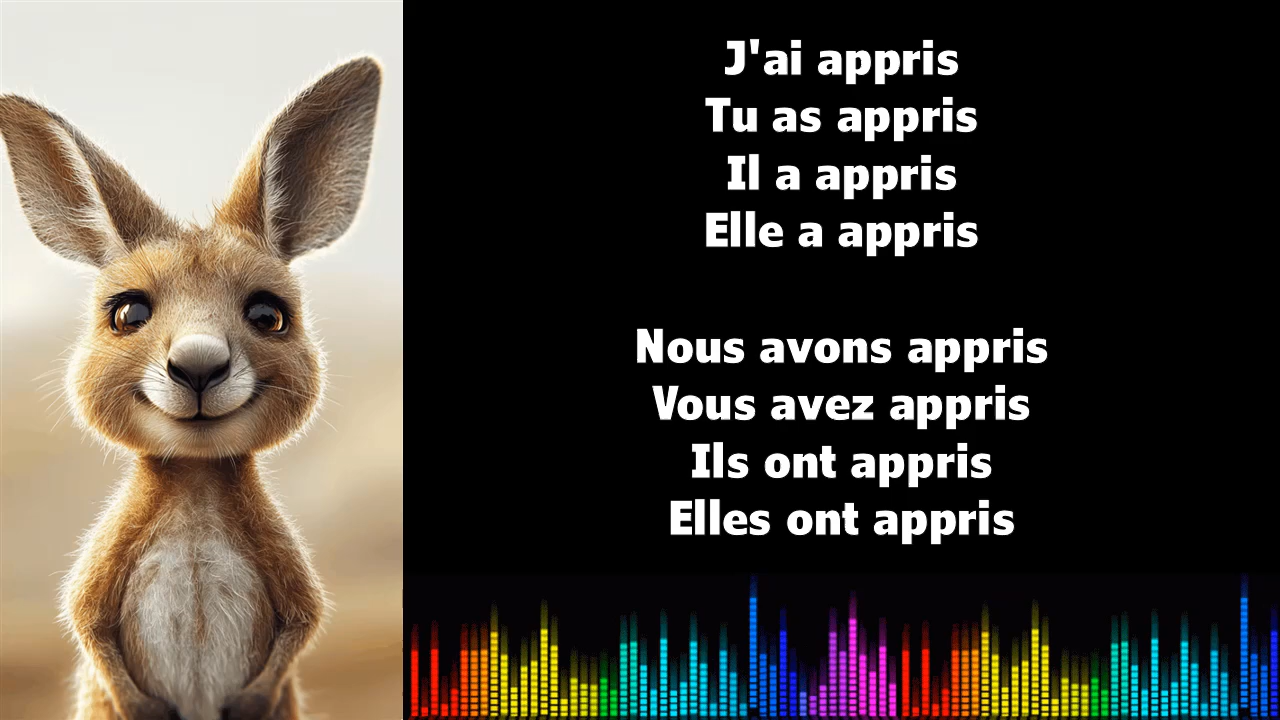 J'ai appris
Tu as appris
Il a appris
Elle a appris
Nous avons appris
Vous avez appris
Ils ont appris
Elles ont appris